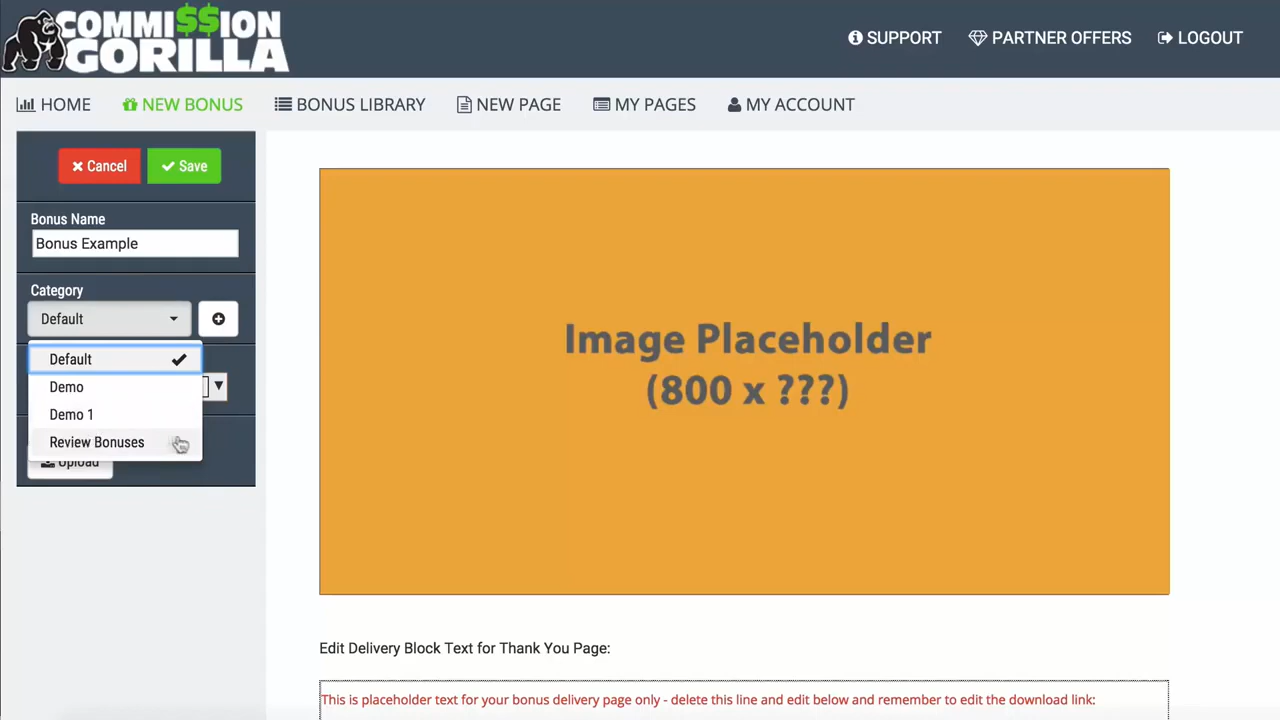 COMMI$$ION
GORILLA
SUPPORT PARTNER OFFERS LOGOUT
HOME NEW BONUS BONUS LIBRARY NEW PAGE MY PAGES MY ACCOUNT
Cancel Save
Bonus Name
Bonus Example
Category
Default
Default
Demo
Demo 1
Review Bonuses
Upload
Image Placeholder
(800 x ???)
Edit Delivery Block Text for Thank You Page:
This is placeholder text for your bonus delivery page only - delete this line and edit below and remember to edit the download link: